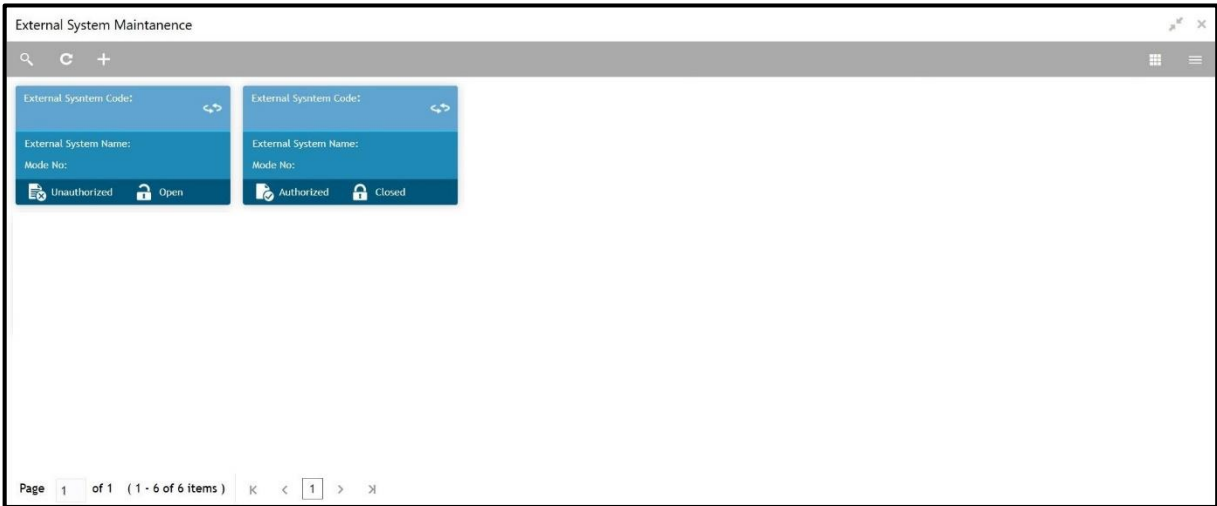 External System Maintanence
External Sysntem Code:
External System Name:
Mode No:
Unauthorized Open
External Sysntem Code:
External System Name:
Mode No:
Authorized Closed
Page 1 of 1 ( 1 - 6 of 6 items ) 1